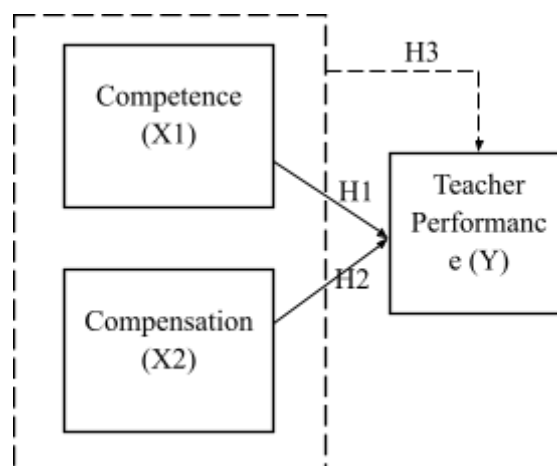 Competence
(X1)
H3
H1
Teacher
Performanc
e (Y)
H2
Compensation
(X2)